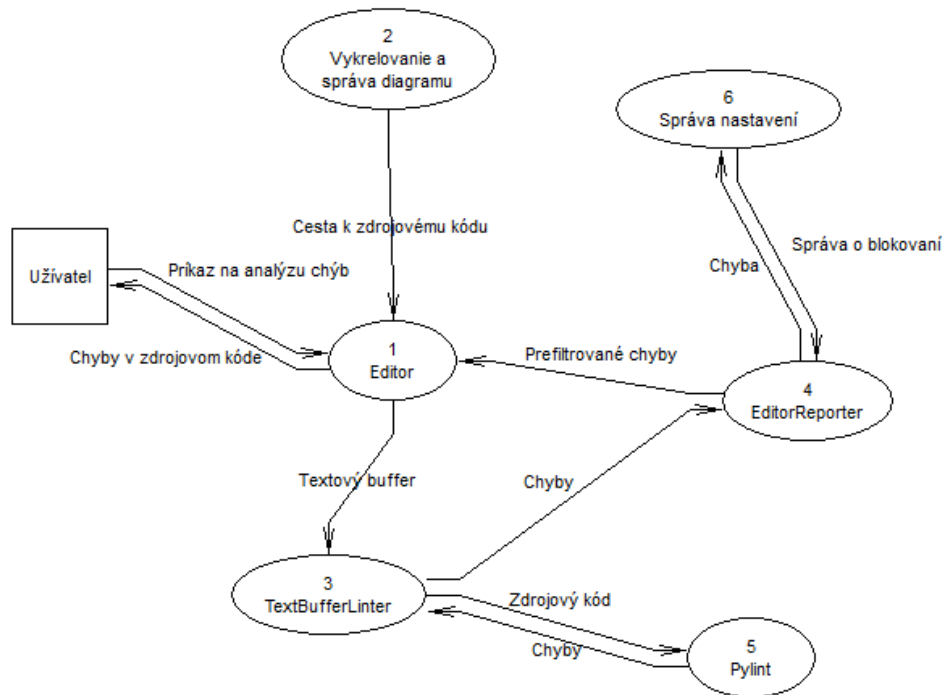 2
Vykrelovanie a
správa diagramu
6
Správa nastavení
Cesta k zdrojovému kódu
Správa o blokovaní
Chyba
Užívatel
Príkaz na analýzu chýb
Chyby v zdrojovom kóde
1
Editor
Prefiltrované chyby
4
EditorReporter
Textový buffer
Chyby
3
TextBufferLinter
Zdrojový kód
Chyby
5
Pylint